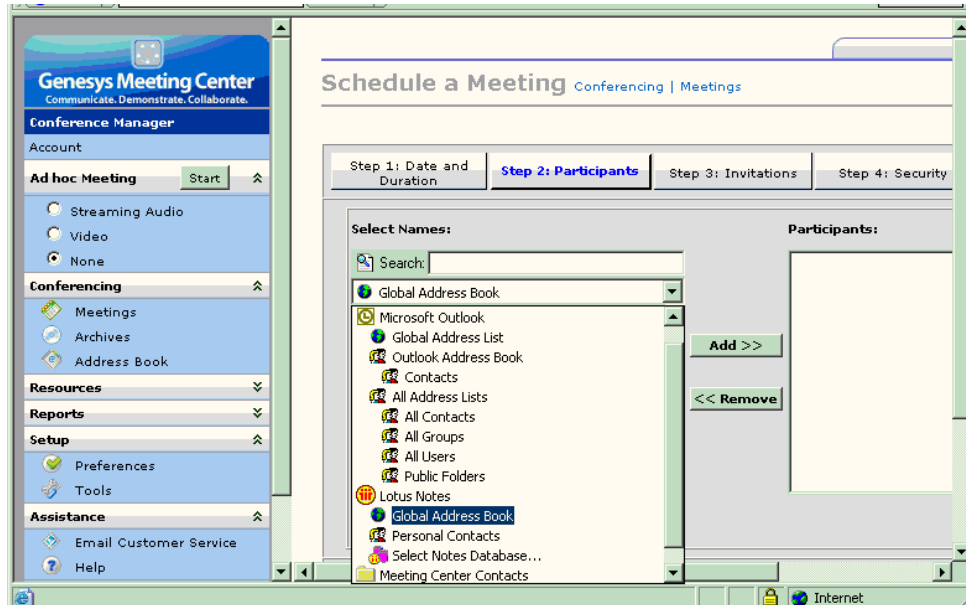 Genesys Meeting Center
Communicate. Demonstrate. Collaborate.
Conference Manager
Account
Ad hoc Meeting Start
Streaming Audio
Video
None
Conferencing
Meetings
Archives
Address Book
Resources
Reports
Setup
Preferences
Tools
Assistance
Email Customer Service
Help
Schedule a Meeting Conferencing | Meetings
Step 1: Date and
Duration
Step 2: Participants
Step 3: Invitations
Step 4: Security
Select Names:
Participants:
Search:
Global Address Book
Microsoft Outlook
Global Address List
Outlook Address Book
Contacts
All Address Lists
All Contacts
All Groups
All Users
Public Folders
Lotus Notes
Global Address Book
Personal Contacts
Select Notes Database...
Meeting Center Contacts
Add >>
<< Remove
Internet